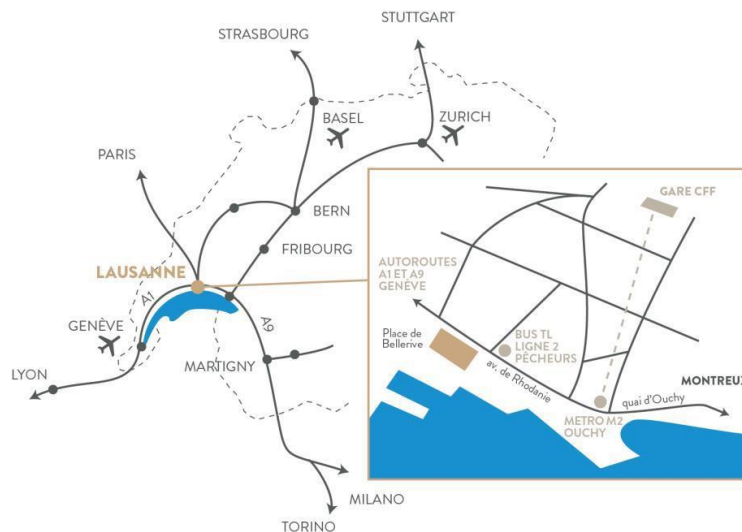 STUTTGART
STRASBOURG
BASEL
ZURICH
PARIS
BERN
FRIBOURG
LAUSANNE
A1
GENÈVE
A9
MARTIGNY
LYON
MILANO
TORINO
GARE CFF
AUTOROUTES
A1 ET A9
GENÈVE
Place de
Bellerive
BUS TL
LIGNE 2
PÊCHEURS
av. de Rhodanie
MONTREUX
quai d'Ouchy
METRO M2
OUCHY